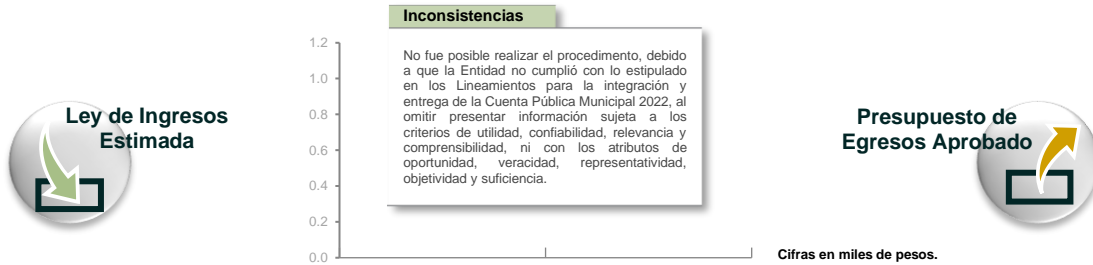 Inconsistencias
1.2
1.0
0.8
0.6
0.4
0.2
0.0
No fue posible realizar el procedimento, debido
a que la Entidad no cumplió con lo estipulado
en los Lineamientos para la integración y
entrega de la Cuenta Pública Municipal 2022, al
omitir presentar información sujeta a los
criterios de utilidad, confiabilidad, relevancia y
comprensibilidad, ni con los atributos de
oportunidad, veracidad, representatividad,
objetividad y suficiencia.
Ley de Ingresos
Estimada
Presupuesto de
Egresos Aprobado
Cifras en miles de pesos.